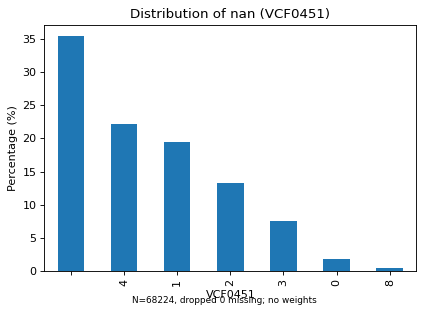 Distribution of nan (VCF0451)
Percentage (%)
35
30
25
20
15
10
5
0
4 1 2 3 0 8
VCF0451
N=68224, dropped 0 missing; no weights